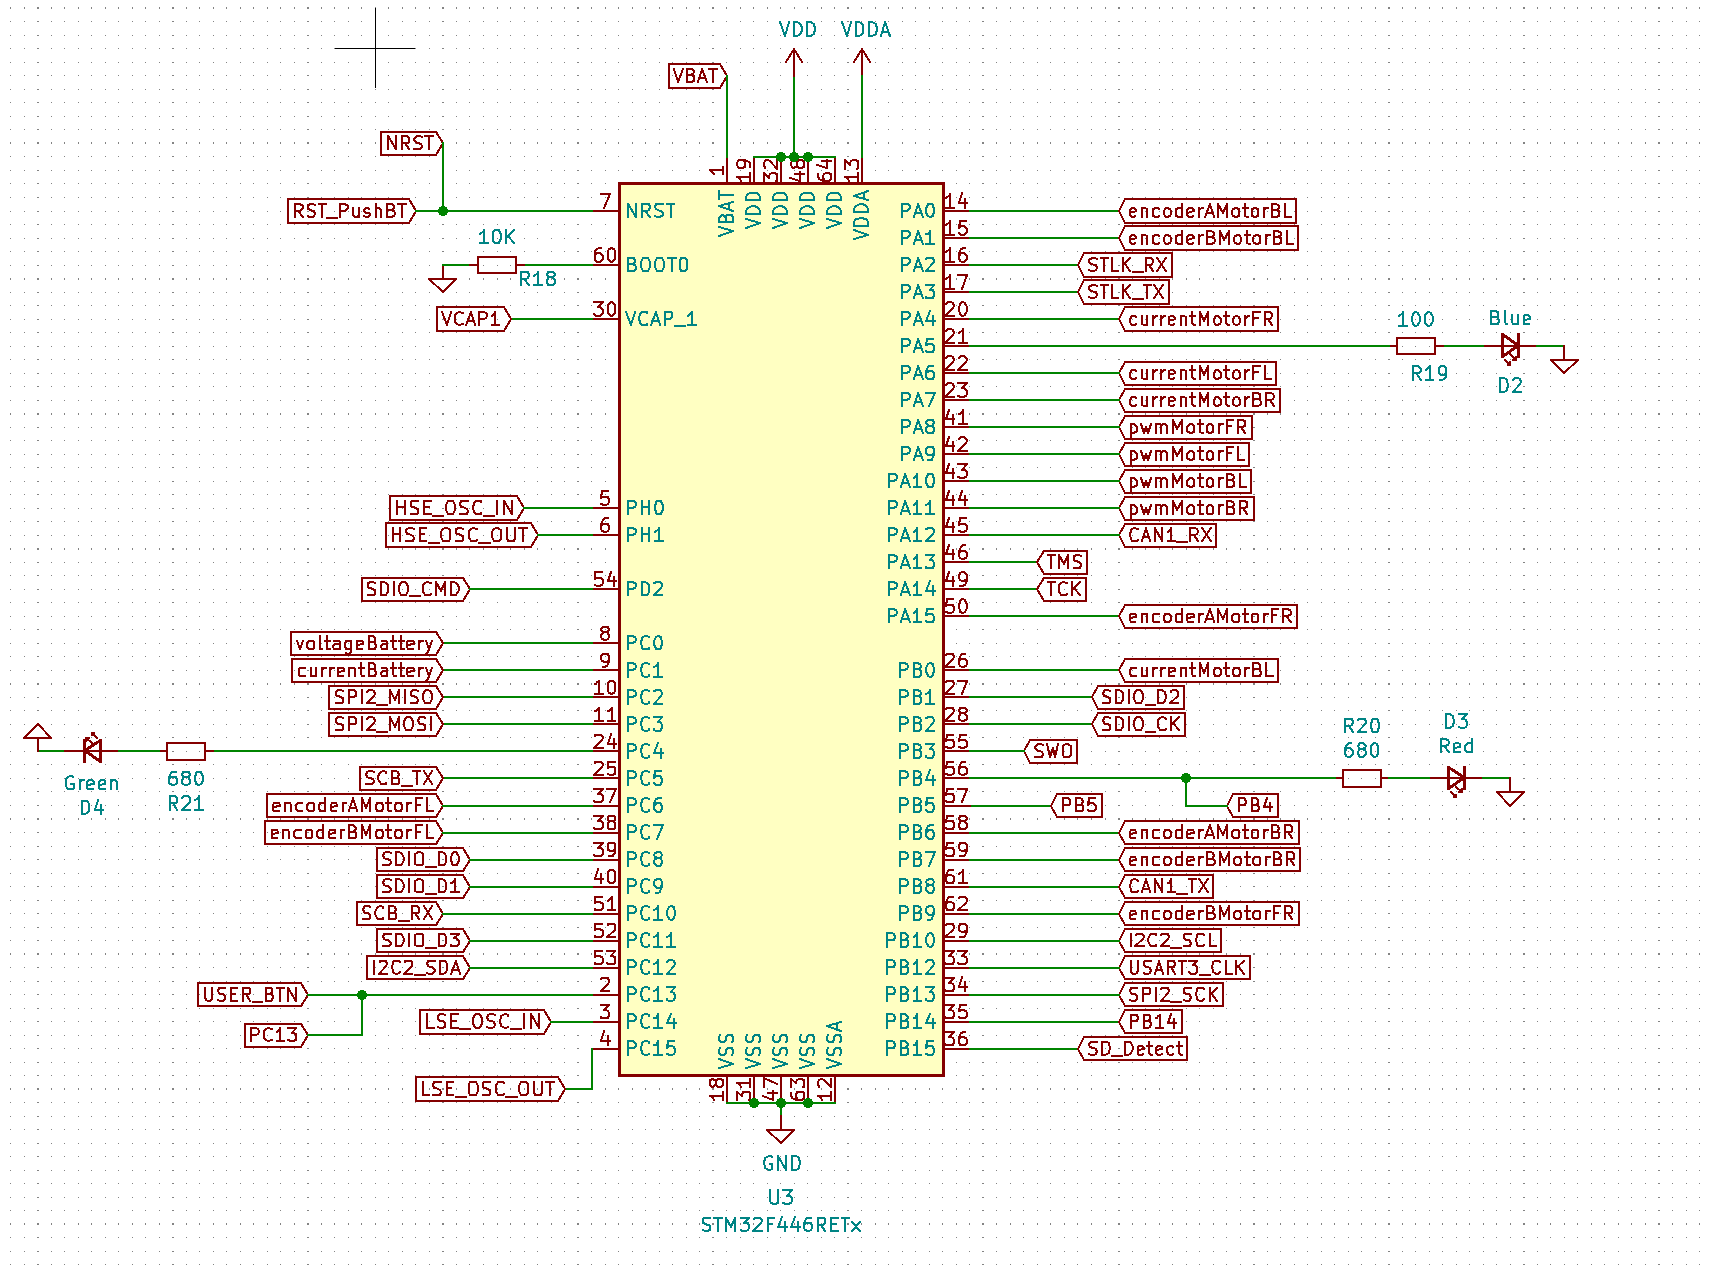 VDD VDDA
VBAT
NRST
1 19 32 48 64 13
VBAT VDD VDD VDD VDD VDDA
RST_PushBT 7 NRST
10K
R18
60 BOOT0
VCAP1 30 VCAP_1
HSE_OSC_IN 5 PH0
HSE_OSC_OUT 6 PH1
SDIO_CMD 54 PD2
voltageBattery 8 PC0
currentBattery 9 PC1
SPI2_MISO 10 PC2
SPI2_MOSI 11 PC3
24 PC4
Green
D4
680
R21
SCB_TX 25 PC5
encoderAMotorFL 37 PC6
encoderBMotorFL 38 PC7
SDIO_D0 39 PC8
SDIO_D1 40 PC9
SCB_RX 51 PC10
SDIO_D3 52 PC11
I2C2_SDA 53 PC12
USER_BTN 2 PC13
PC13
LSE_OSC_IN 3 PC14
4 PC15
LSE_OSC_OUT
PA0 14 encoderAMotorBL
PA1 15 encoderBMotorBL
PA2 16 STLK_RX
PA3 17 STLK_TX
PA4 20 currentMotorFR
PA5 21
100
R19
Blue
D2
PA6 22 currentMotorFL
PA7 23 currentMotorBR
PA8 41 pwmMotorFR
PA9 42 pwmMotorFL
PA10 43 pwmMotorBL
PA11 44 pwmMotorBR
PA12 45 CAN1_RX
PA13 46 TMS
PA14 49 TCK
PA15 50 encoderAMotorFR
PB0 26 currentMotorBL
PB1 27 SDIO_D2
PB2 28 SDIO_CK
PB3 55 SWO
PB4 56
R20
680
D3
Red
PB4
PB5 57 PB5
PB6 58 encoderAMotorBR
PB7 59 encoderBMotorBR
PB8 61 CAN1_TX
PB9 62 encoderBMotorFR
PB10 29 I2C2_SCL
PB12 33 USART3_CLK
PB13 34 SPI2_SCK
PB14 35 PB14
PB15 36 SD_Detect
VSS VSS VSS VSS VSSA
18 31 47 63 12
GND
U3
STM32F446RETx